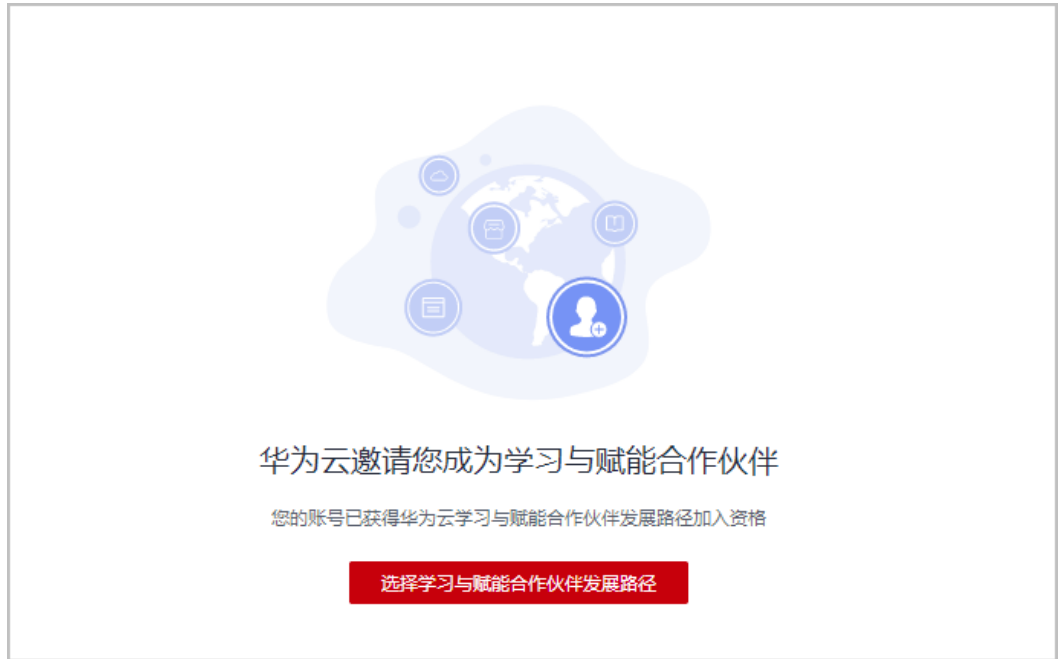 华为云邀请您成为学习与赋能合作伙伴
您的账号已获得华为云学习与赋能合作伙伴发展路径加入资格
选择学习与赋能合作伙伴发展路径